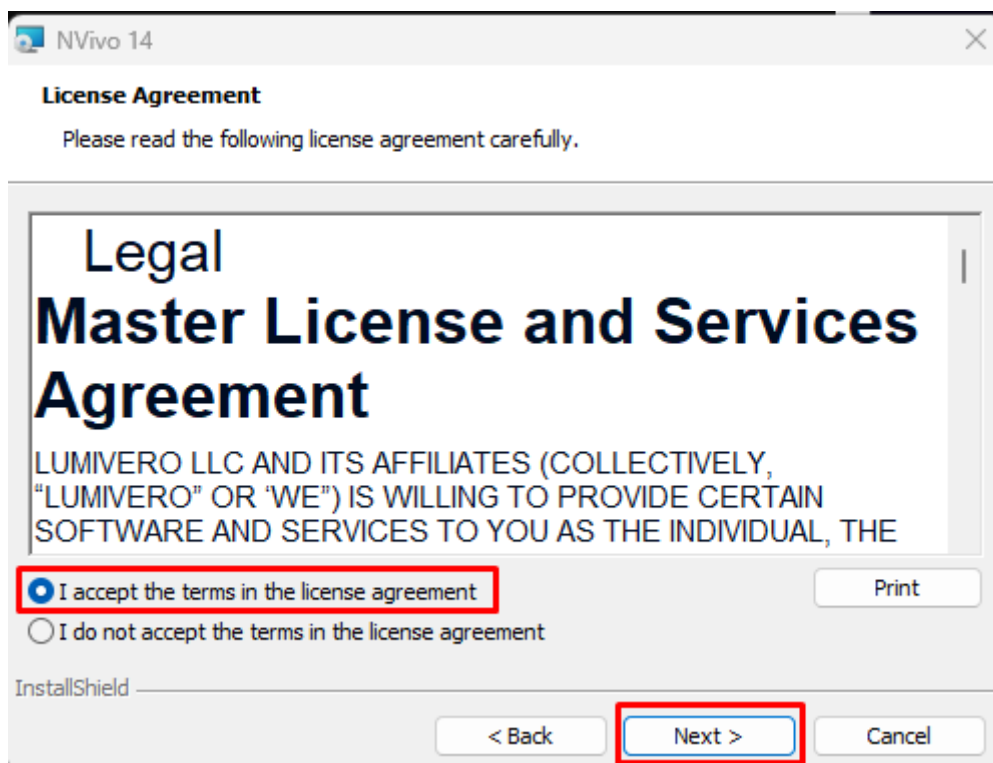 NVivo 14
License Agreement
Please read the following license agreement carefully.
Legal
Master License and Services
Agreement
LUMIVERO LLC AND ITS AFFILIATES (COLLECTIVELY,
“LUMIVERO” OR ‘WE”) IS WILLING TO PROVIDE CERTAIN
SOFTWARE AND SERVICES TO YOU AS THE INDIVIDUAL, THE
I accept the terms in the license agreement
Print
I do not accept the terms in the license agreement
InstallShield
< Back
Next >
Cancel